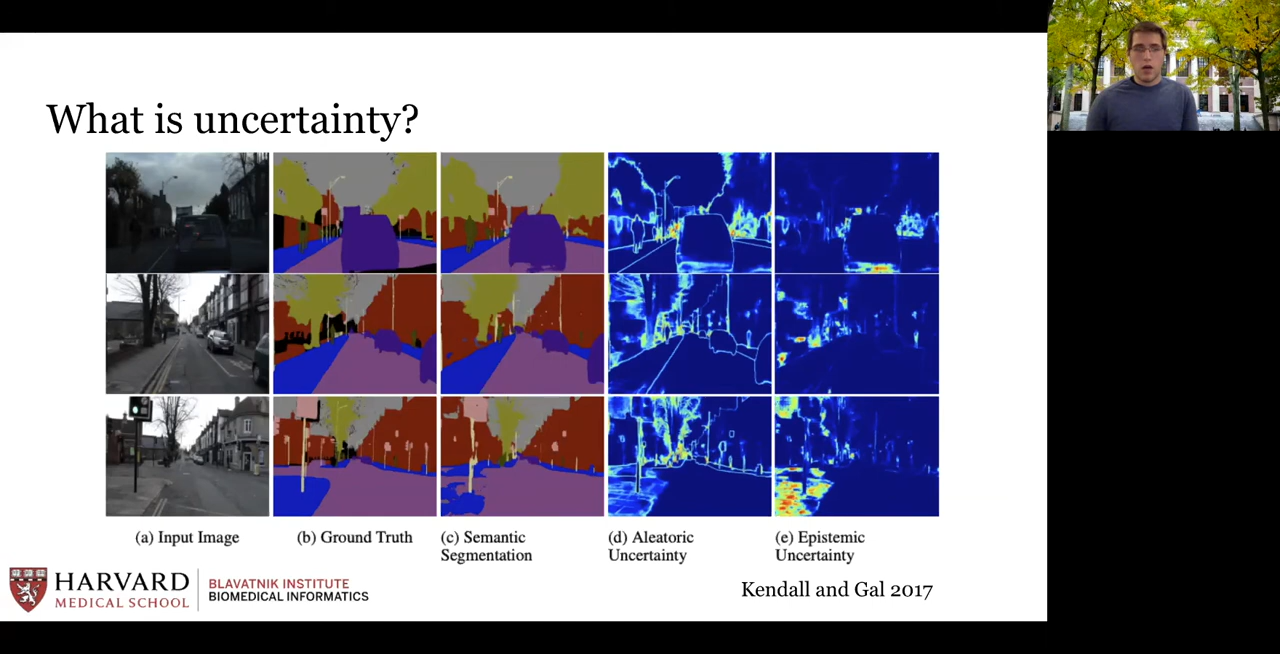 What is uncertainty?
(a) Input Image
(b) Ground Truth
(c) Semantic
Segmentation
(d) Aleatoric
Uncertainty
(e) Epistemic
Uncertainty
HARVARD
MEDICAL SCHOOL
BLAVATNIK INSTITUTE
BIOMEDICAL INFORMATICS
Kendall and Gal 2017